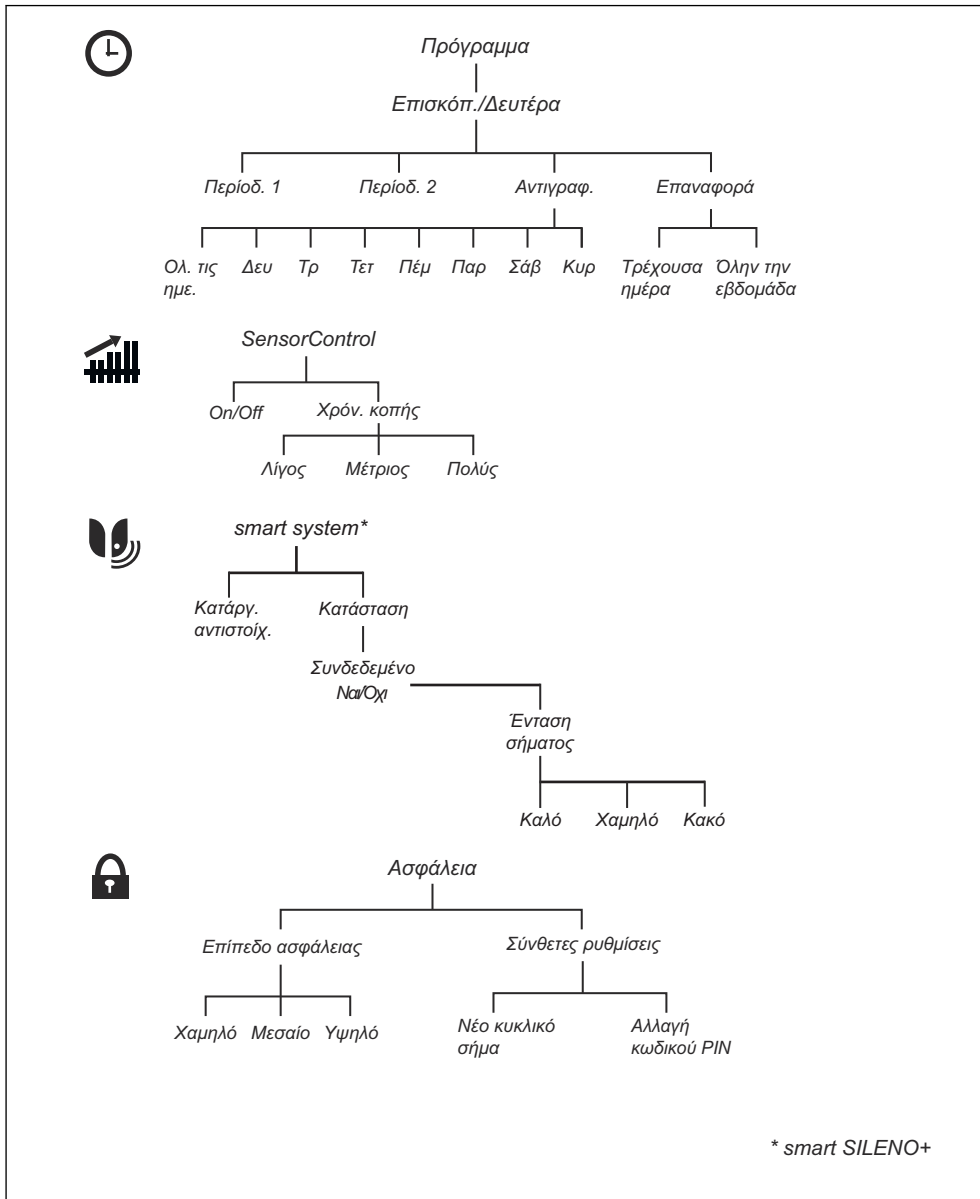 Πρόγραμμα
Επισκόπ./Δευτέρα
Περίοδ. 1 Περίοδ. 2 Αντιγραφ. Επαναφορά
Ολ. τις ημε. Δευ Τρ Τετ Πέμ Παρ Σάβ Κυρ Τρέχουσα ημέρα Όλην την εβδομάδα
SensorControl
On/Off Χρόν. κοπής
Λίγος Μέτριος Πολύς
smart system*
Κατάργ. αντιστοίχ. Κατάσταση
Συνδεδεμένο
Ναι/Όχι
Ένταση
σήματος
Καλό Χαμηλό Κακό
Ασφάλεια
Επίπεδο ασφάλειας Σύνθετες ρυθμίσεις
Χαμηλό Μεσαίο Υψηλό Νέο κυκλικό σήμα Αλλαγή κωδικού PIN
* smart SILENO+